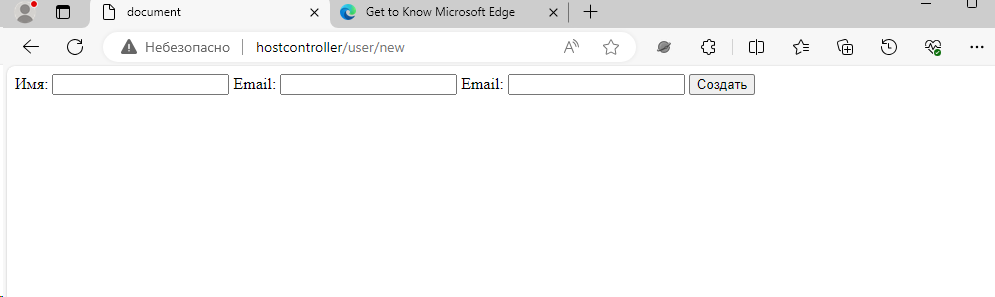 document Get to Know Microsoft Edge
Небезопасно hostcontroller/user/new
Имя: Email: Email: Создать